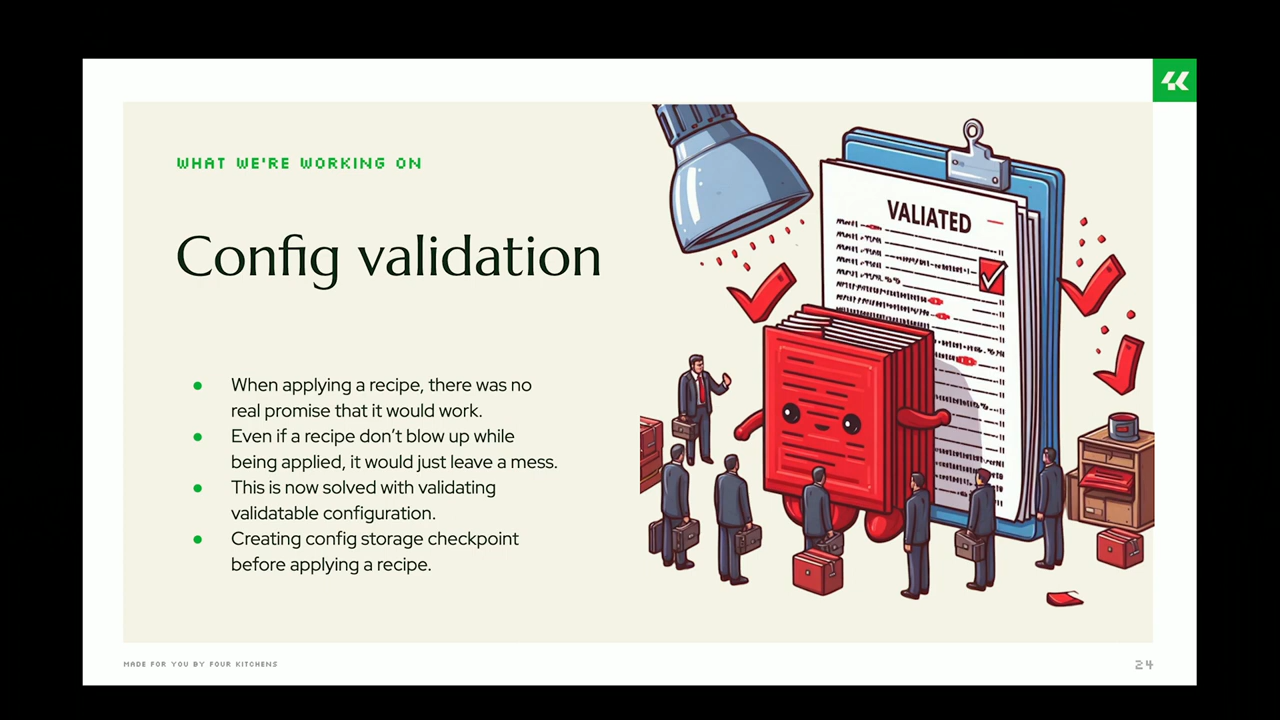 WHAT WE'RE WORKING ON
Config validation
When applying a recipe, there was no
real promise that it would work.
Even if a recipe don't blow up while
being applied, it would just leave a mess.
This is now solved with validating
validatable configuration.
Creating config storage checkpoint
before applying a recipe.
VALIATED
MADE FOR YOU BY FOUR KITCHENS
24